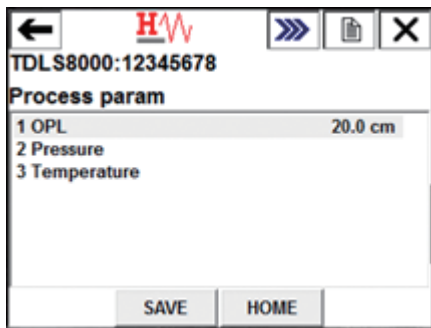 H
TDLS8000:12345678
Process param
1 OPL 20.0 cm
2 Pressure
3 Temperature
SAVE HOME